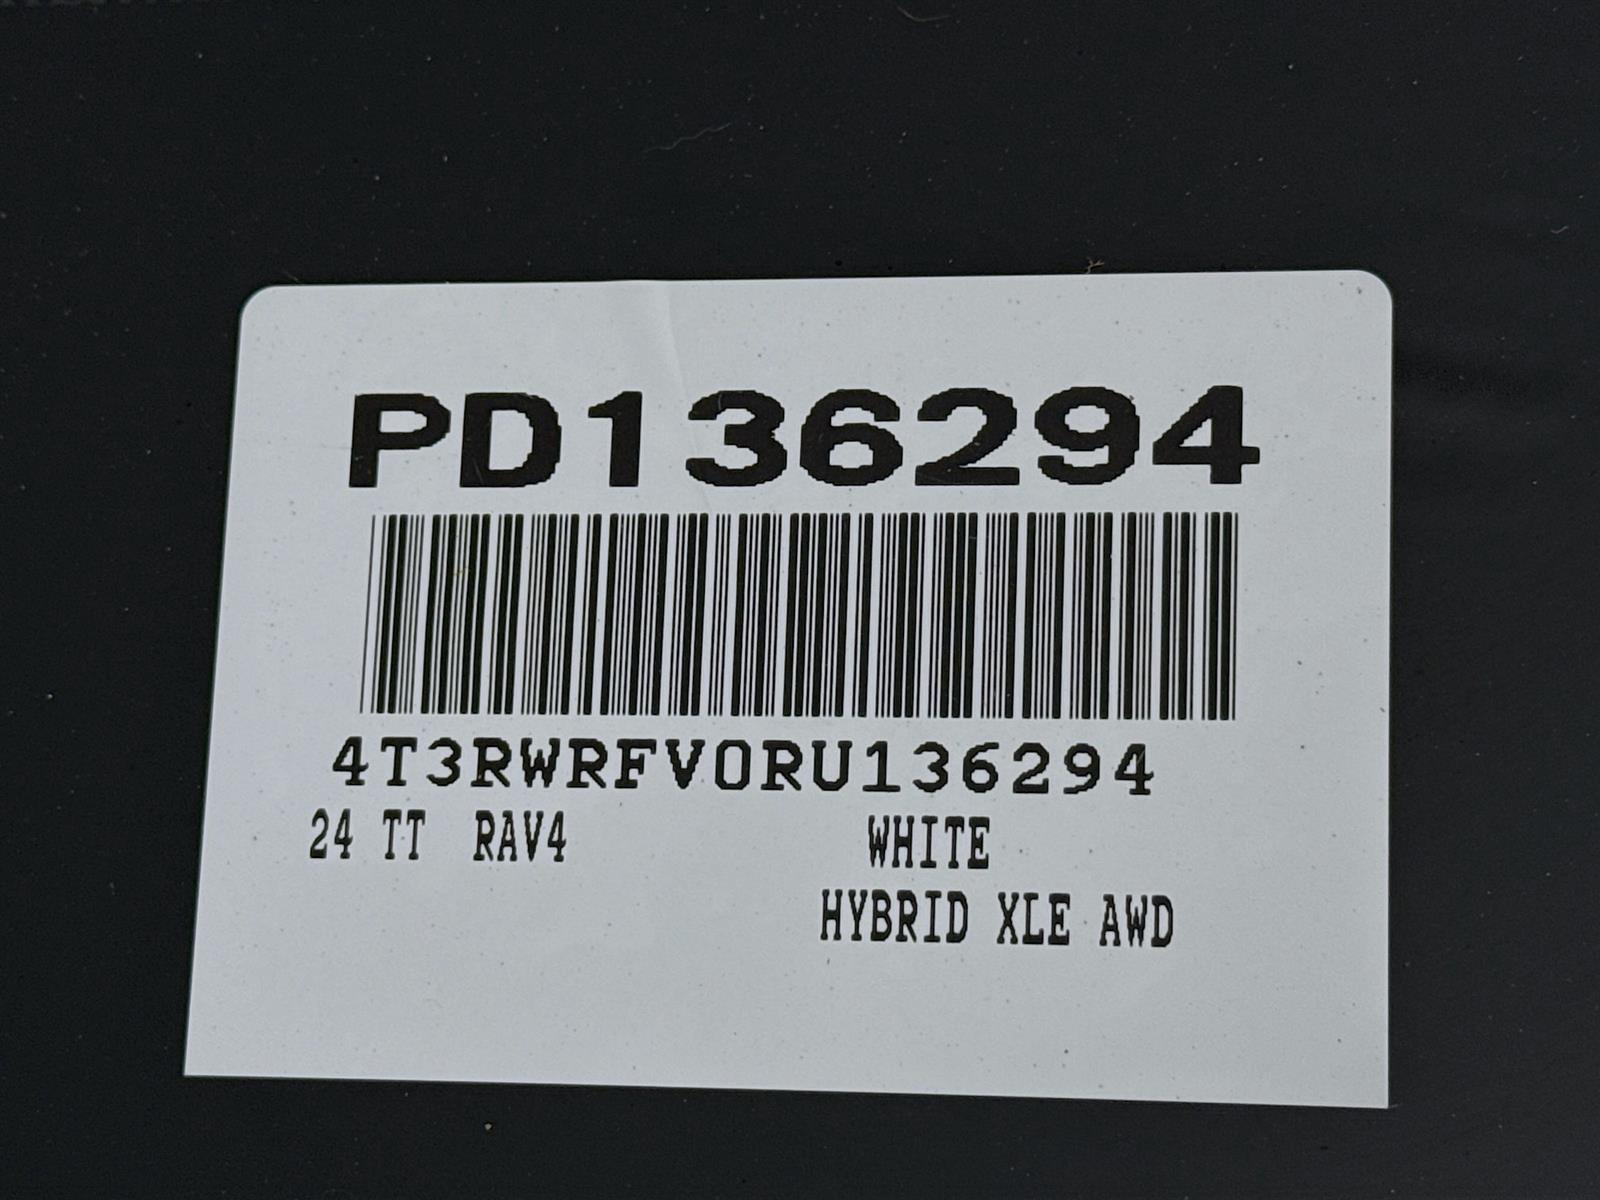 PD136294
4T3RWRFV0RU136294
24 TT RAV4 WHITE
HYBRID XLE AWD